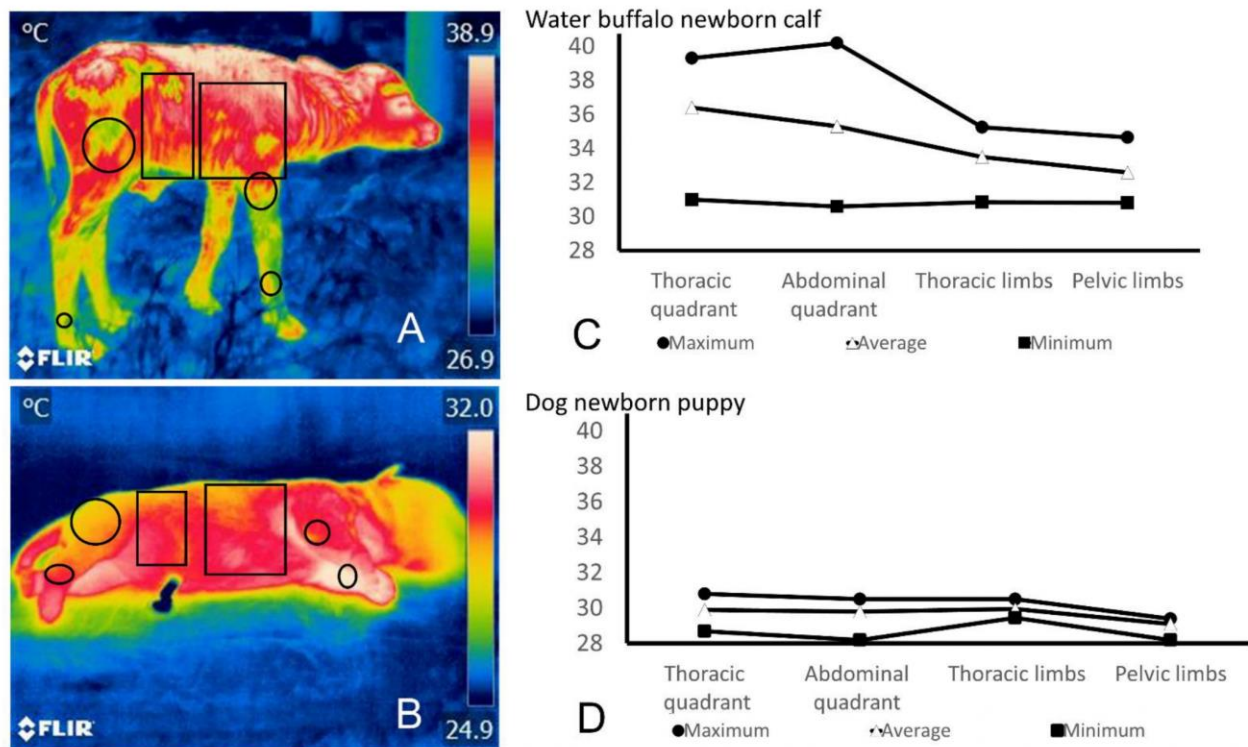 °C
38.9
A
FLIR
26.9
°C
32.0
B
FLIR
24.9
Water buffalo newborn calf
40
38
36
34
32
30
28
Thoracic quadrant
Abdominal quadrant
Thoracic limbs
Pelvic limbs
C
Maximum
Average
Minimum
Dog newborn puppy
40
38
36
34
32
30
28
Thoracic quadrant
Abdominal quadrant
Thoracic limbs
Pelvic limbs
D
Maximum
Average
Minimum